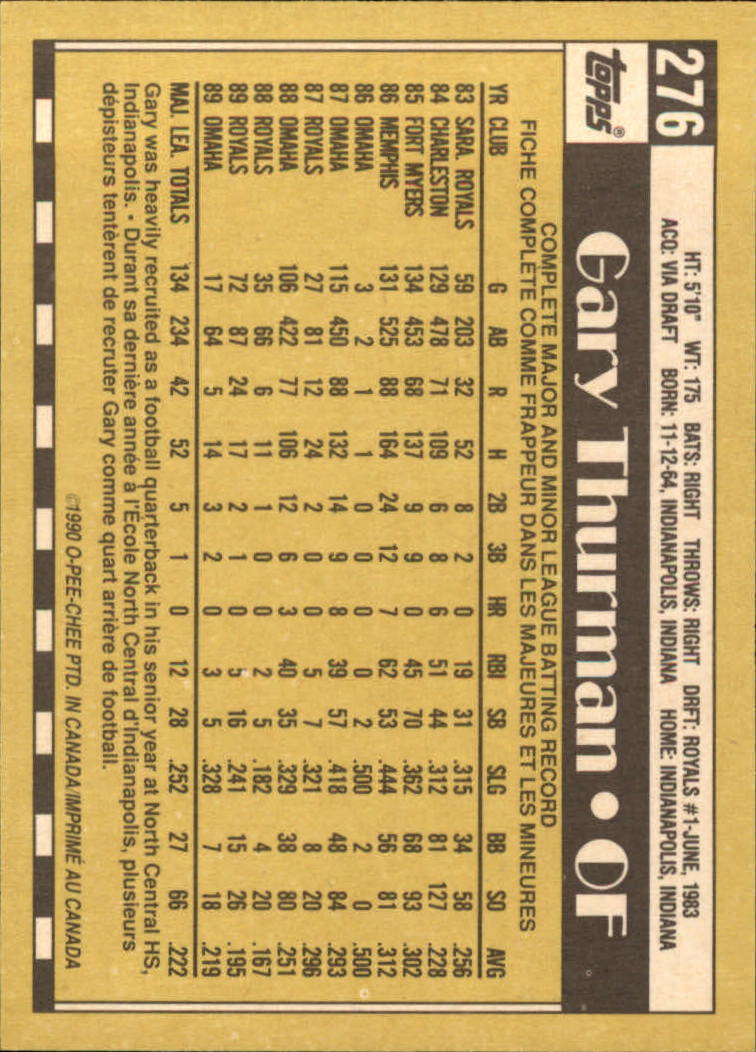 276
HT: 5'10" WT: 175 BATS: RIGHT THROWS: RIGHT DRFT: ROYALS #1-JUNE, 1983
ACQ: VIA DRAFT BORN: 11-12-64, INDIANAPOLIS, INDIANA HOME: INDIANAPOLIS, INDIANA
topps®
Gary Thurman • OF
COMPLETE MAJOR AND MINOR LEAGUE BATTING RECORD
FICHE COMPLETE COMME FRAPPEUR DANS LES MAJEURES ET LES MINEURES
YR CLUB G AB R H 2B 3B HR RBI SB SLG BB SO AVG
83 SARA. ROYALS 59 203 32 52 8 2 0 19 31 .315 34 58 .256
84 CHARLESTON 129 478 71 109 6 8 6 51 44 .312 81 127 .228
85 FORT MYERS 134 453 68 137 9 9 0 45 70 .362 68 93 .302
86 MEMPHIS 131 525 88 164 24 12 7 62 53 .444 56 81 .312
86 OMAHA 3 2 1 1 0 0 0 0 2 .500 2 0 .500
87 OMAHA 115 450 88 132 14 9 8 39 57 .418 48 84 .293
87 ROYALS 27 81 12 24 2 0 0 5 7 .321 8 20 .296
88 OMAHA 106 422 77 106 12 6 3 40 35 .329 38 80 .251
88 ROYALS 35 66 6 11 1 0 0 2 5 .182 4 20 .167
89 ROYALS 72 87 24 17 2 1 0 5 16 .241 15 26 .195
89 OMAHA 17 64 5 14 3 2 0 3 5 .328 7 18 .219
MAJ. LEA. TOTALS 134 234 42 52 5 1 0 12 28 .252 27 66 .222
Gary was heavily recruited as a football quarterback in his senior year at North Central HS,
Indianapolis. • Durant sa dernière année à l'École North Central d'Indianapolis, plusieurs
dépisteurs tentèrent de recruter Gary comme quart arrière de football.
©1990 O-PEE-CHEE PTD. IN CANADA/IMPRIMÉ AU CANADA